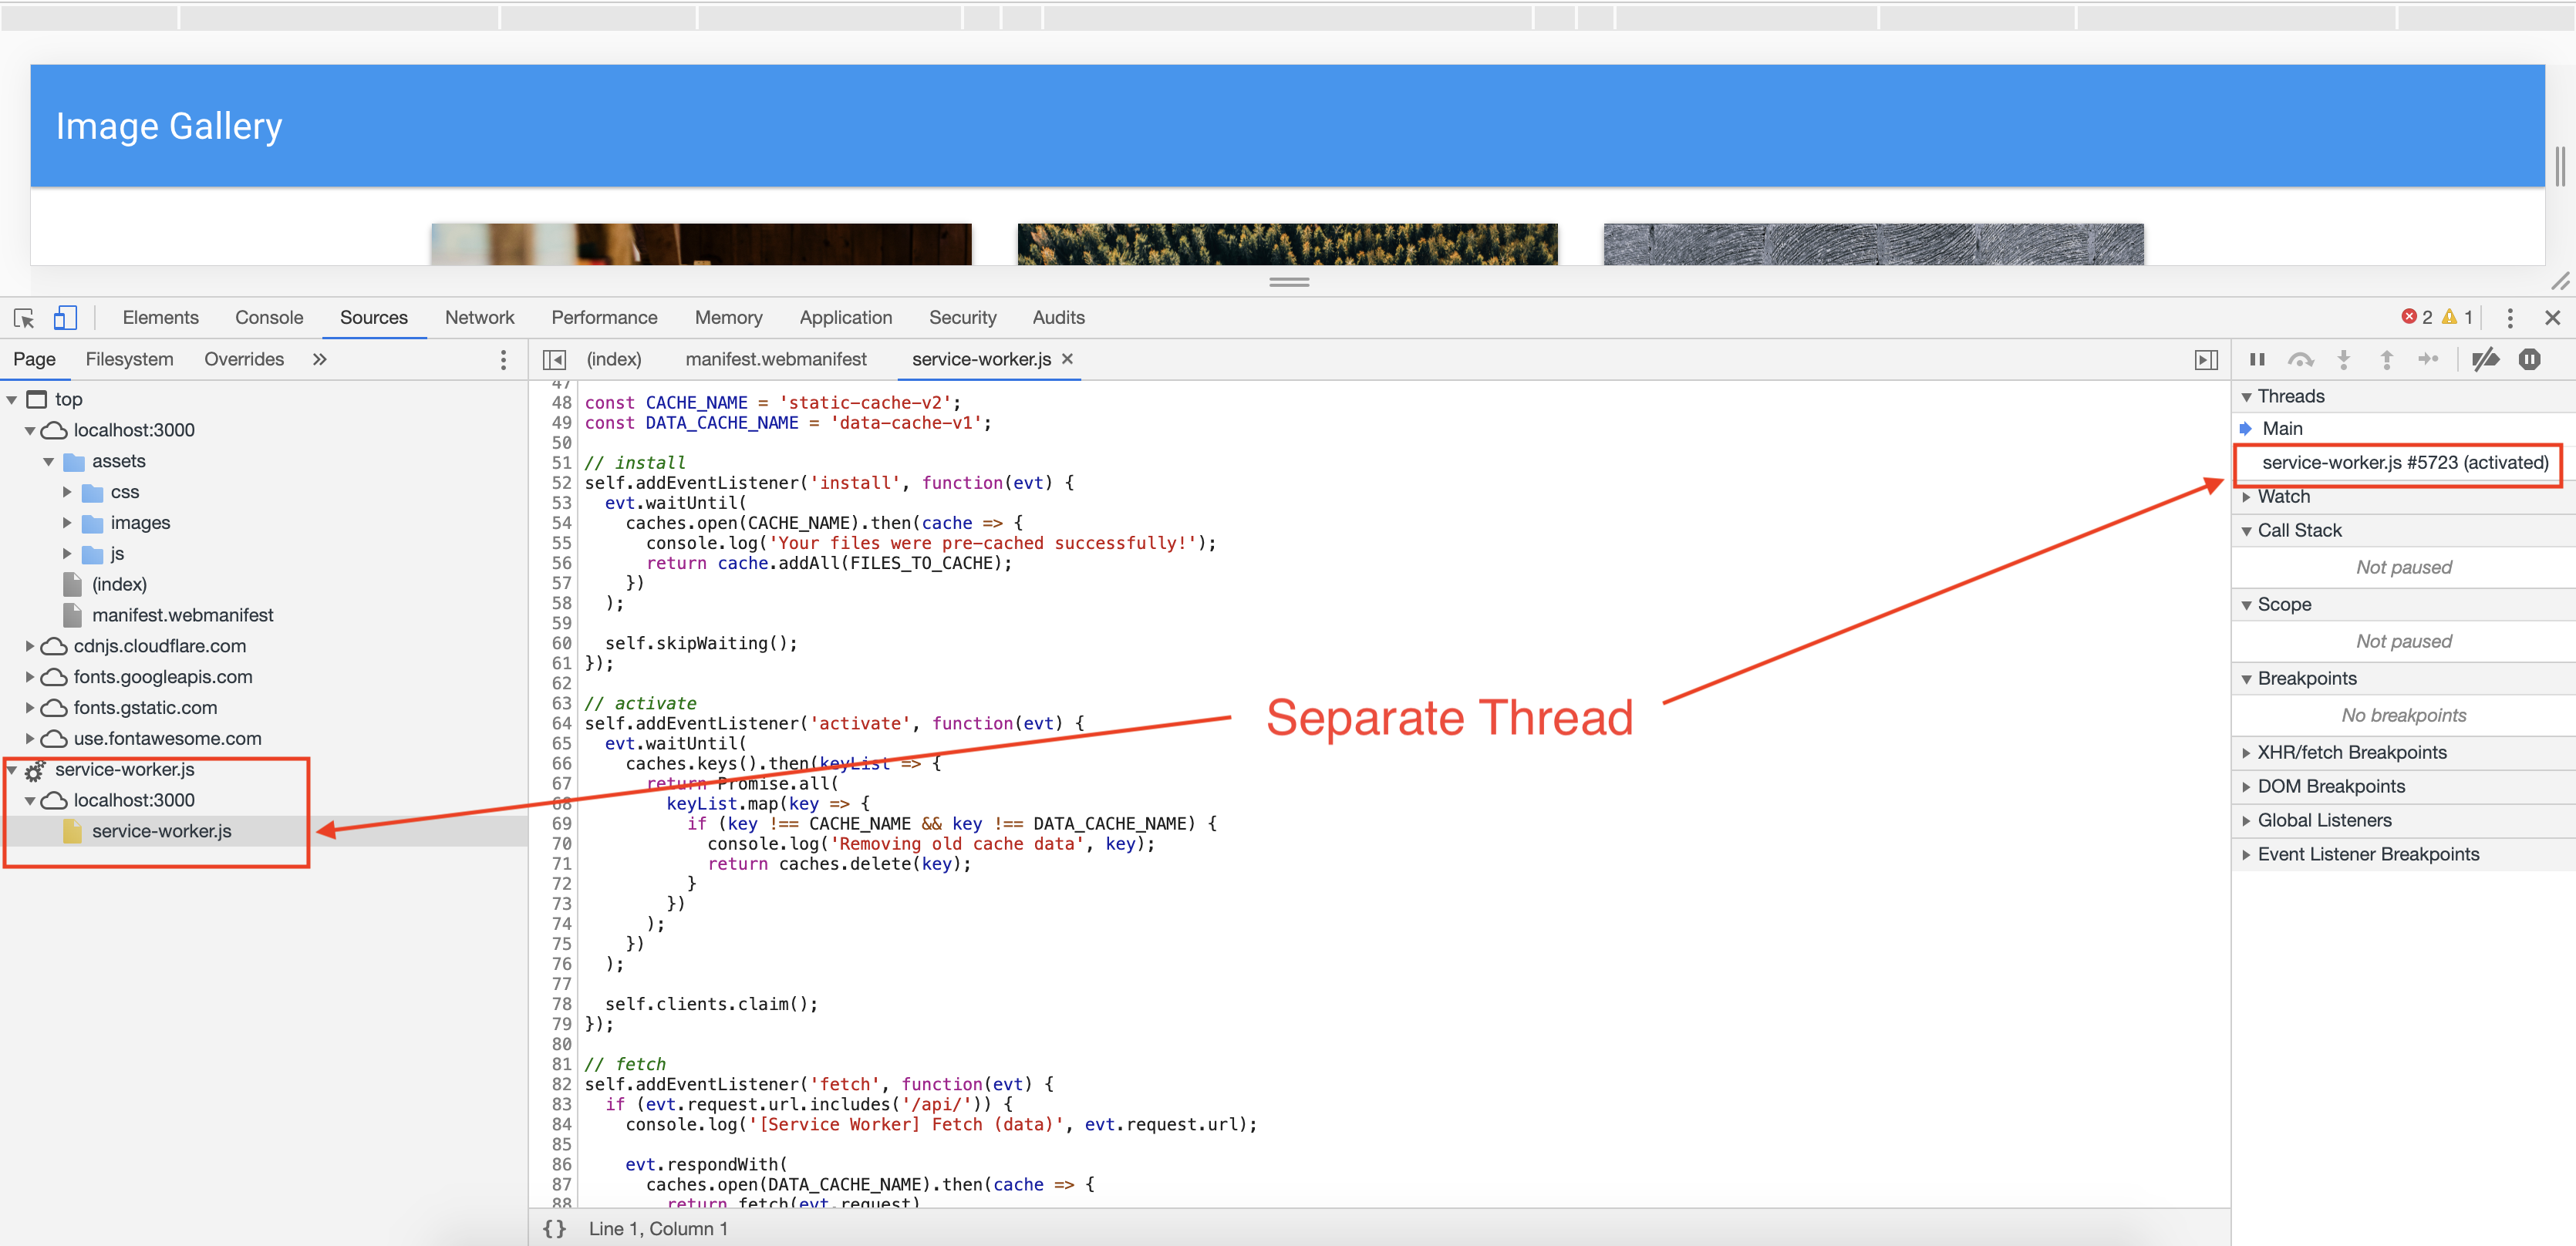 Image Gallery
Elements Console Sources Network Performance Memory Application Security Audits 2 1
Page Filesystem Overrides »
(index) manifest.webmanifest service-worker.js ×
top
localhost:3000
assets
css
images
js
(index)
manifest.webmanifest
cdnjs.cloudflare.com
fonts.googleapis.com
fonts.gstatic.com
use.fontawesome.com
service-worker.js
localhost:3000
service-worker.js
47
48 const CACHE_NAME = 'static-cache-v2';
49 const DATA_CACHE_NAME = 'data-cache-v1';
50
51 // install
52 self.addEventListener('install', function(evt) {
53   evt.waitUntil(
54     caches.open(CACHE_NAME).then(cache => {
55       console.log('Your files were pre-cached successfully!');
56       return cache.addAll(FILES_TO_CACHE);
57     })
58   );
59
60   self.skipWaiting();
61 });
62
63 // activate
64 self.addEventListener('activate', function(evt) {
65   evt.waitUntil(
66     caches.keys().then(keyList => {
67       return Promise.all(
68         keyList.map(key => {
69           if (key !== CACHE_NAME && key !== DATA_CACHE_NAME) {
70             console.log('Removing old cache data', key);
71             return caches.delete(key);
72           }
73         })
74       );
75     })
76   );
77
78   self.clients.claim();
79 });
80
81 // fetch
82 self.addEventListener('fetch', function(evt) {
83   if (evt.request.url.includes('/api/')) {
84     console.log('[Service Worker] Fetch (data)', evt.request.url);
85
86     evt.respondWith(
87       caches.open(DATA_CACHE_NAME).then(cache => {
88         return fetch(evt.request)
{} Line 1, Column 1
Separate Thread
Threads
Main
service-worker.js #5723 (activated)
Watch
Call Stack
Not paused
Scope
Not paused
Breakpoints
No breakpoints
XHR/fetch Breakpoints
DOM Breakpoints
Global Listeners
Event Listener Breakpoints